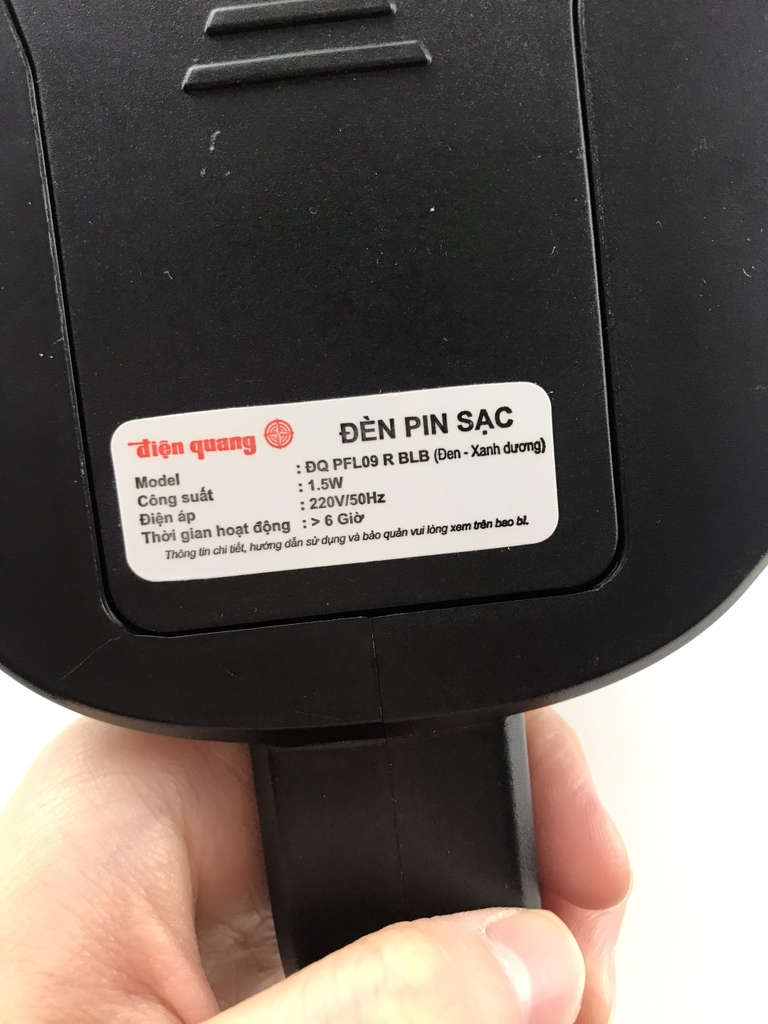 điện quang ĐÈN PIN SẠC
Model : ĐQ PFL09 R BLB (Đen - Xanh dương)
Công suất : 1.5W
Điện áp : 220V/50Hz
Thời gian hoạt động : > 6 Giờ
Thông tin chi tiết, hướng dẫn sử dụng và bảo quản vui lòng xem trên bao bì.